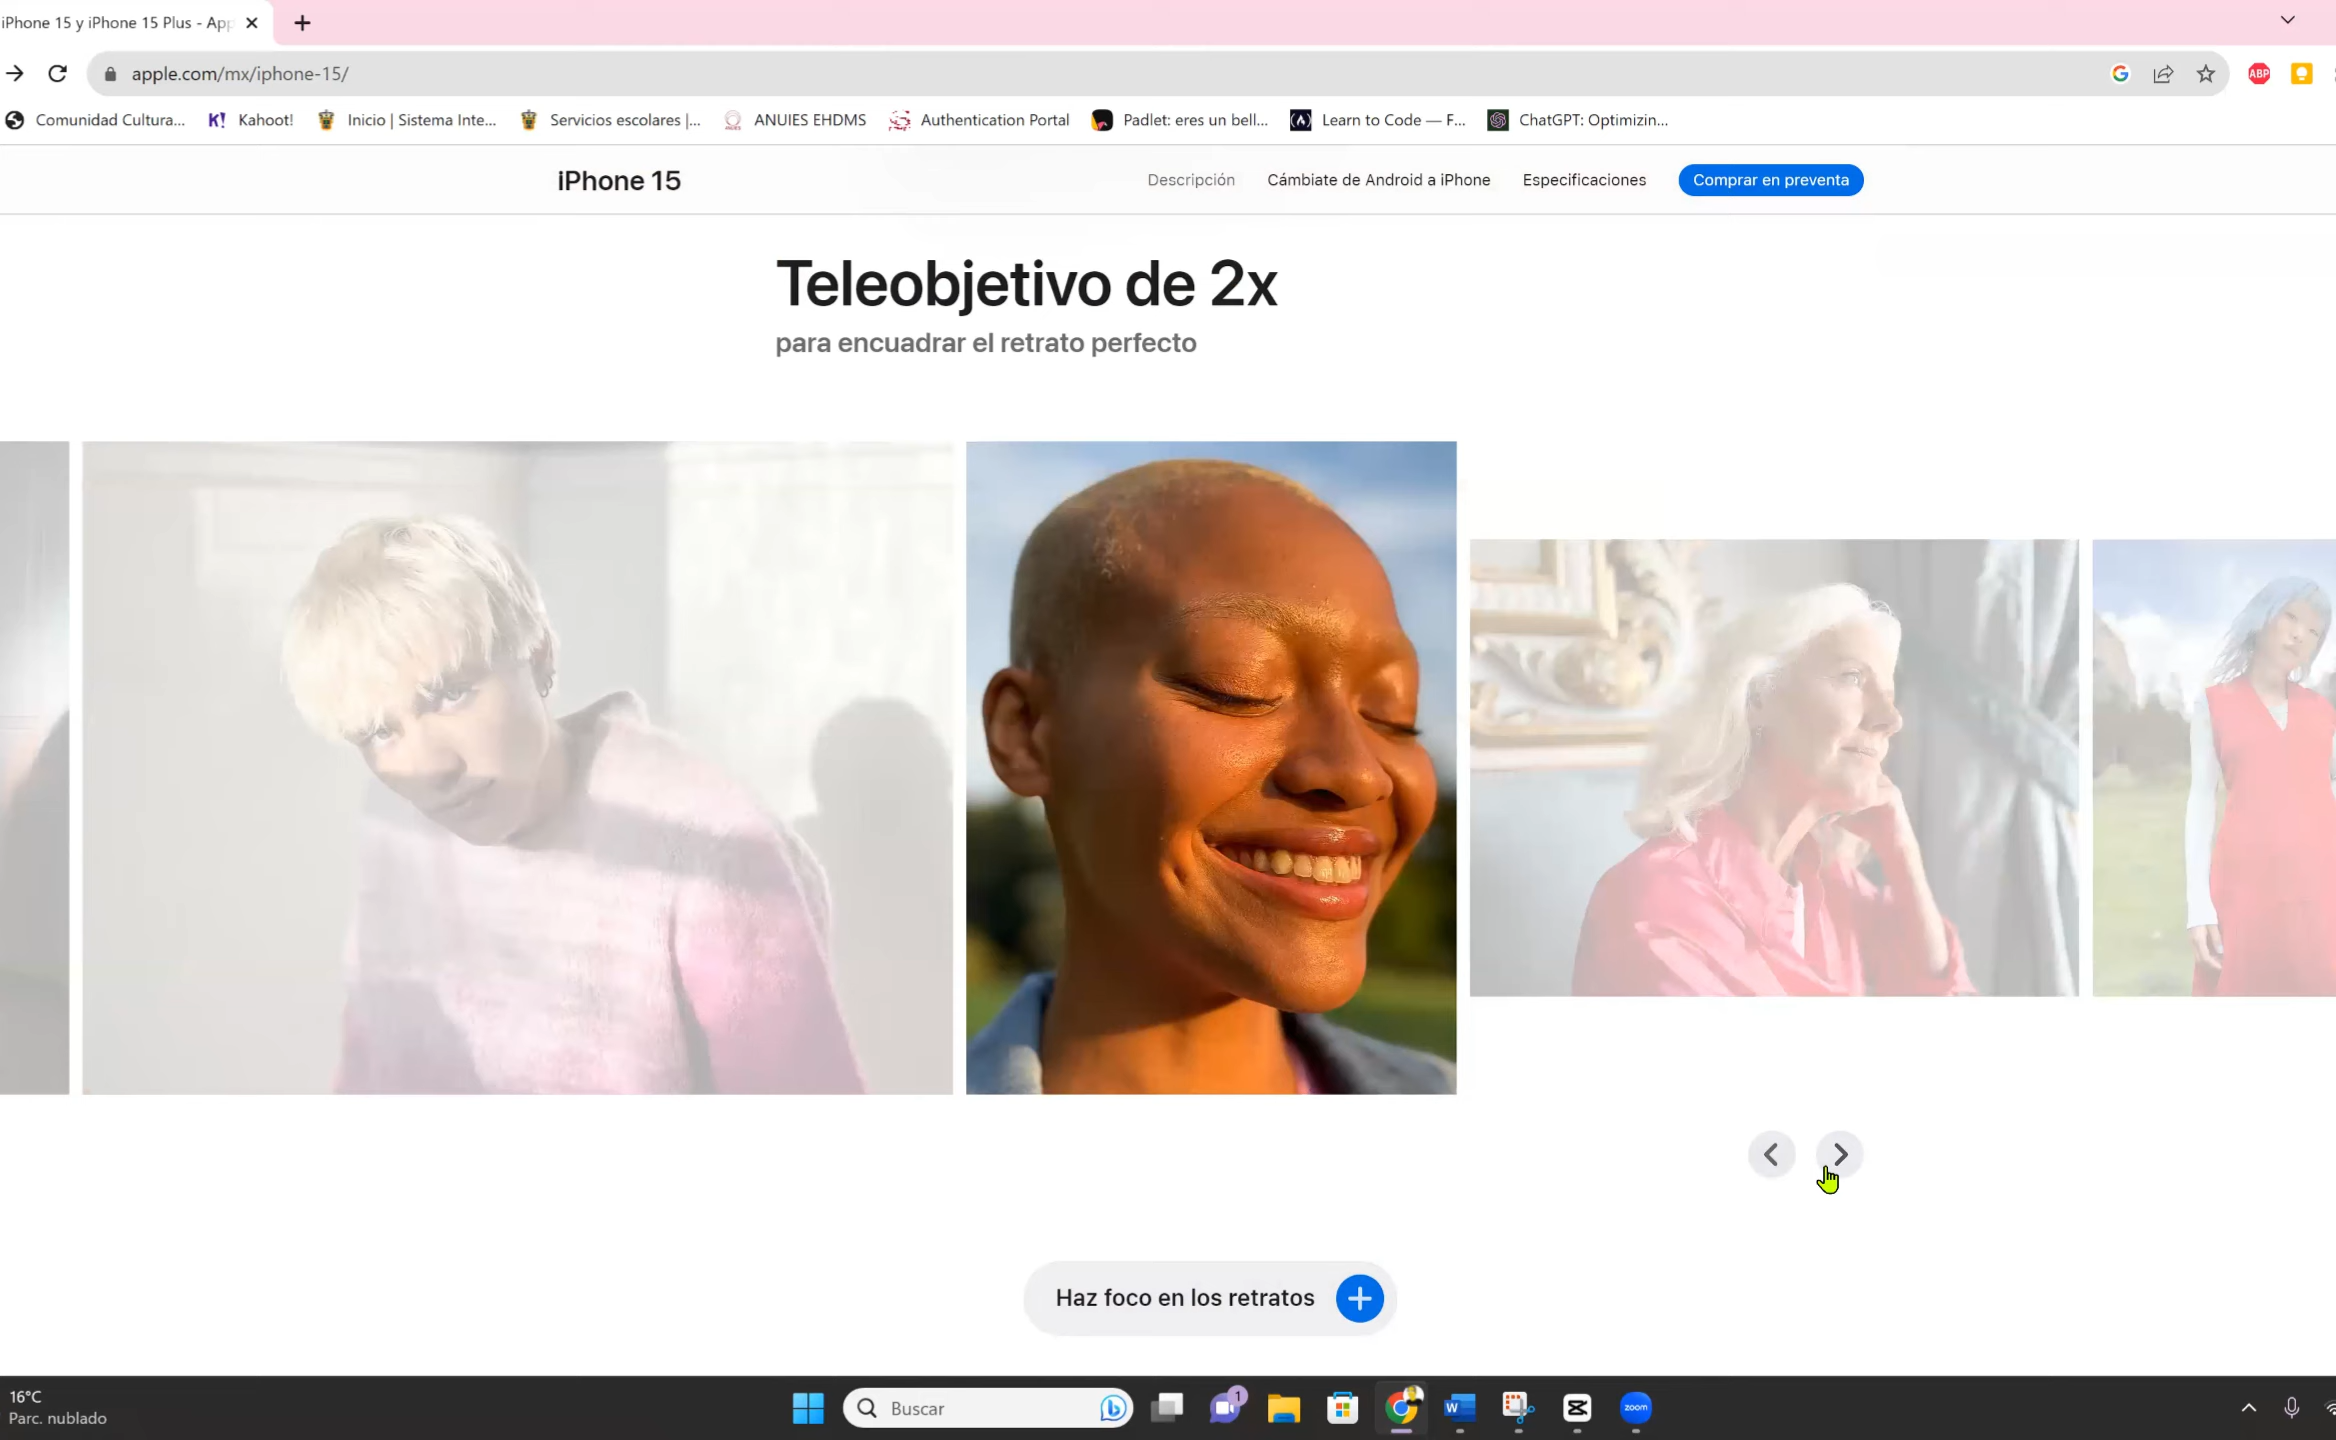 iPhone 15 y iPhone 15 Plus - App
apple.com/mx/iphone-15/
Comunidad Cultura... Kahoot! Inicio | Sistema Inte... Servicios escolares |... ANUIES EHDMS Authentication Portal Padlet: eres un bell... Learn to Code — F... ChatGPT: Optimizin...
iPhone 15 Descripción Cámbiate de Android a iPhone Especificaciones Comprar en preventa
Teleobjetivo de 2x
para encuadrar el retrato perfecto
Haz foco en los retratos
16°C
Parc. nublado
Buscar
1
zoom
ABP
K!
W